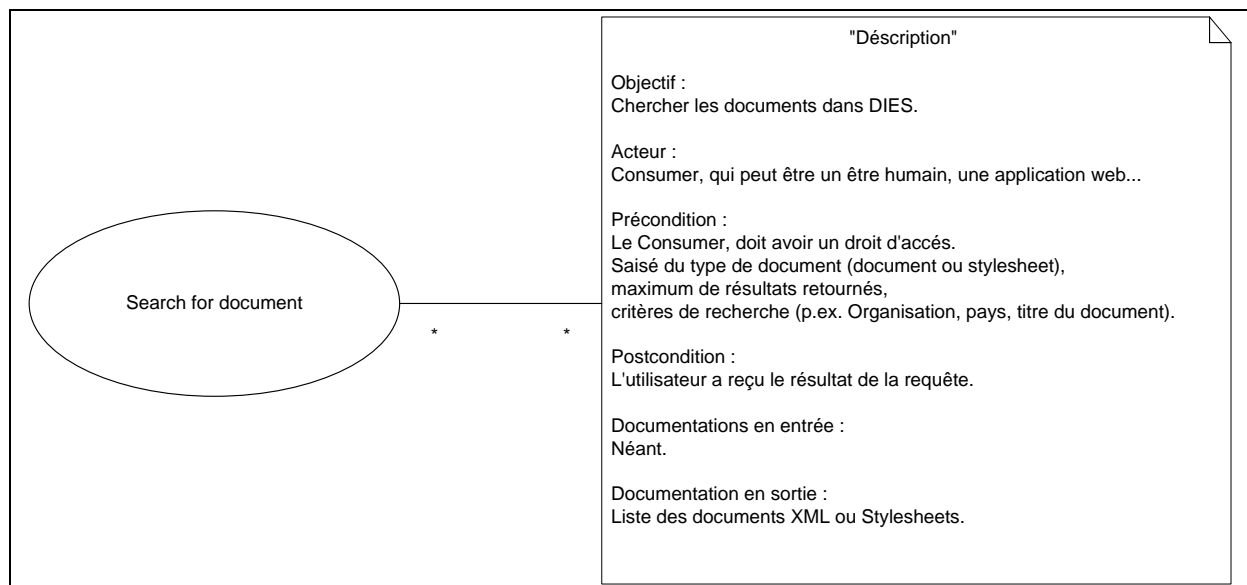 "Déscription"
Objectif :
Chercher les documents dans DIES.
Acteur :
Consumer, qui peut être un être humain, une application web...
Précondition :
Le Consumer, doit avoir un droit d'accés.
Saisé du type de document (document ou stylesheet),
maximum de résultats retournés,
critères de recherche (p.ex. Organisation, pays, titre du document).
Search for document
* *
Postcondition :
L'utilisateur a reçu le résultat de la requête.
Documentations en entrée :
Néant.
Documentation en sortie :
Liste des documents XML ou Stylesheets.